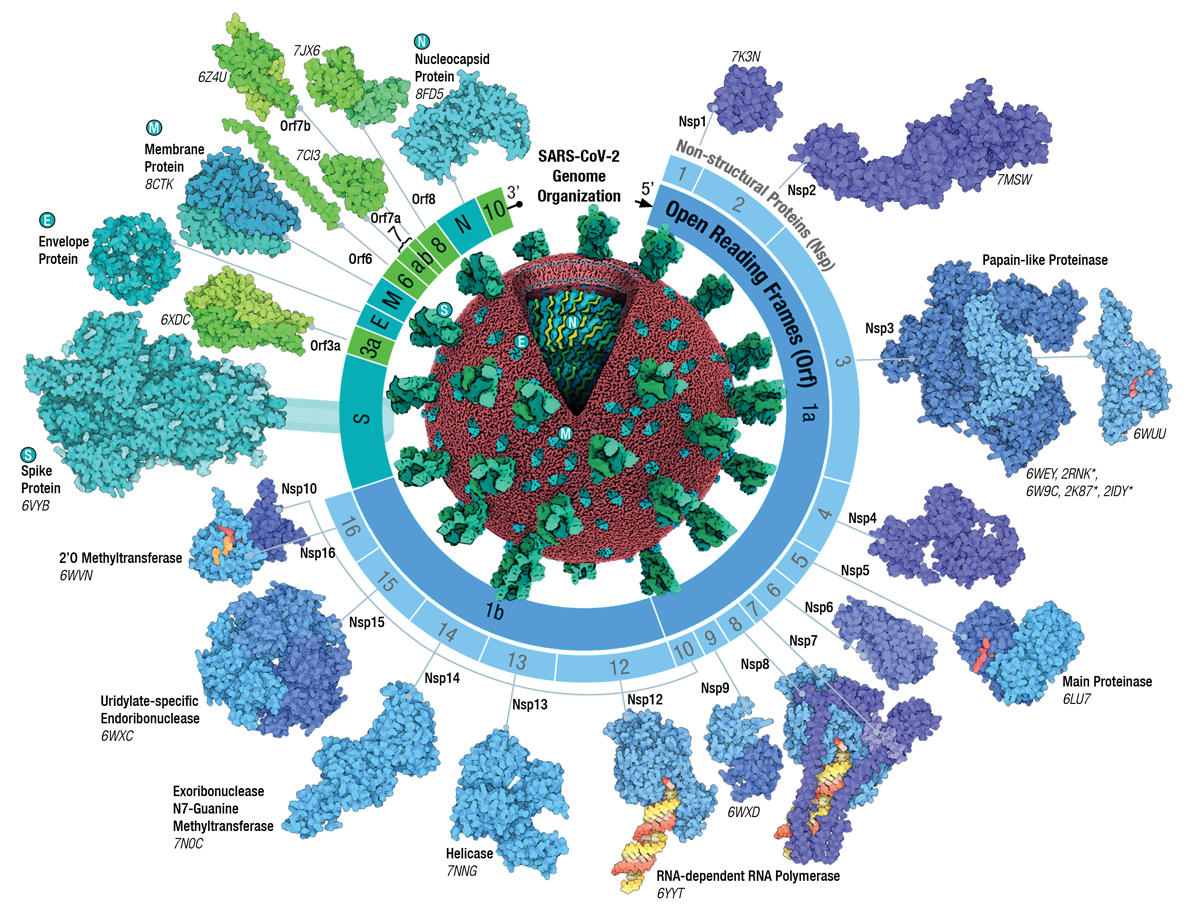 SARS-CoV-2
Genome
Organization
5’
3’
Open Reading Frames (Orf)
Non-structural Proteins (Nsp)
1
2
3
4
5
6
7
8
9
10
12
13
14
15
16
1a
1b
S
3a
E
M
6
7
a
b
8
N
10
S
E
N
M
7K3N
Nsp1
Nsp2
7MSW
Papain-like Proteinase
Nsp3
6WUU
6WEY, 2RNK*,
6W9C, 2K87*, 2IDY*
Nsp4
Nsp5
Main Proteinase
6LU7
Nsp6
Nsp7
Nsp8
Nsp9
6WXD
Nsp12
RNA-dependent RNA Polymerase
6YYT
Nsp13
Helicase
7NNG
Nsp14
Exoribonuclease
N7-Guanine
Methyltransferase
7N0C
Nsp15
Uridylate-specific
Endoribonuclease
6WXC
Nsp10
Nsp16
2’O Methyltransferase
6WVN
S
Spike
Protein
6VYB
Orf3a
6XDC
E
Envelope
Protein
M
Membrane
Protein
8CTK
Orf6
Orf7a
7CI3
Orf7b
6Z4U
7JX6
Orf8
N
Nucleocapsid
Protein
8FD5